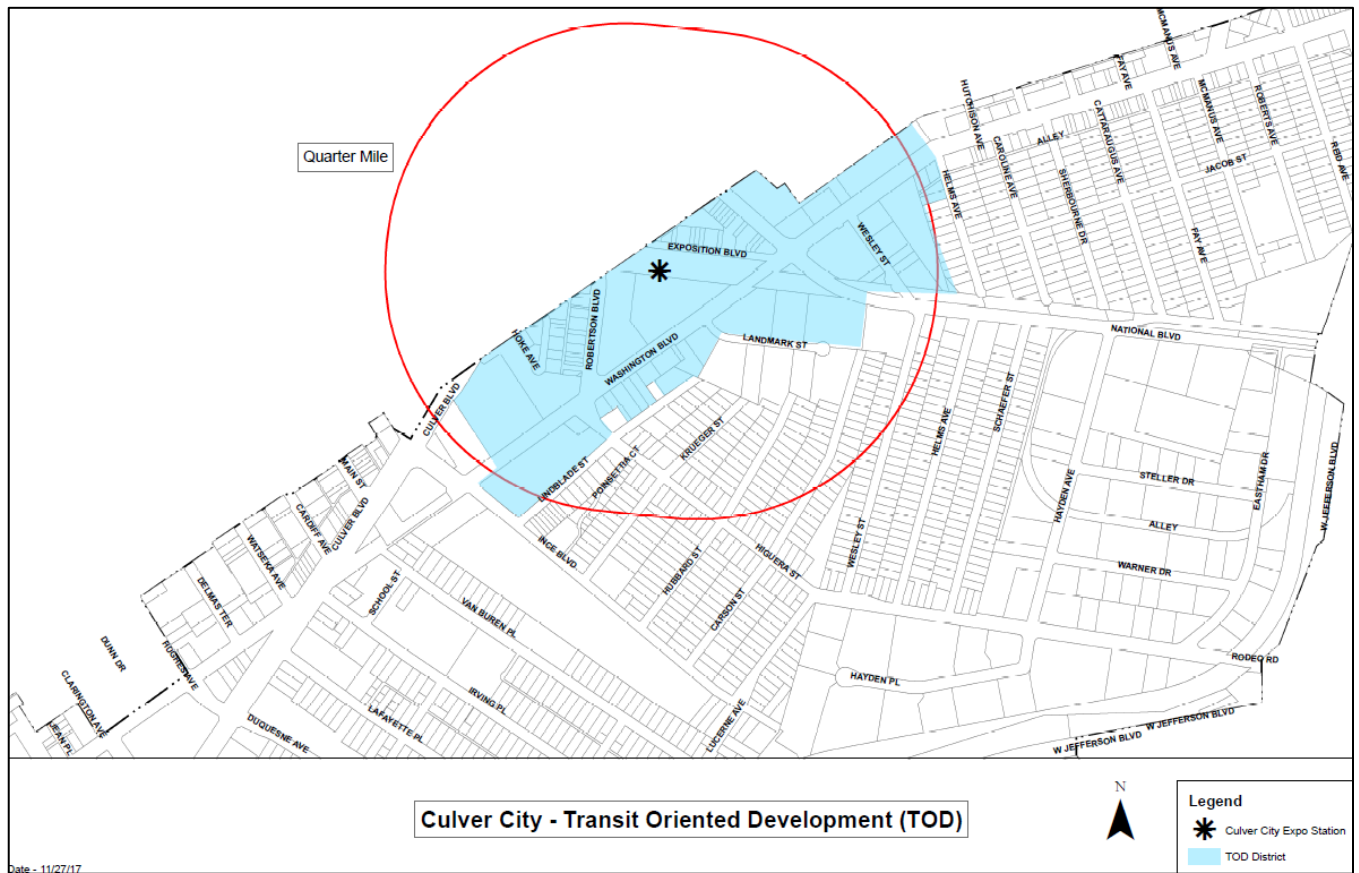 MCMANUS AVE
FAY AVE
HUTCHISON AVE
CATTARAUGUS AVE
MCMANUS AVE
ROBERTS AVE
REID AVE
ALLEY
CAROLINE AVE
JACOB ST
Quarter Mile
HELMS AVE
SHERBOURNE DR
FAY AVE
WESLEY ST
EXPOSITION BLVD
ROBERTSON BLVD
HOKE AVE
WASHINGTON BLVD
LANDMARK ST
NATIONAL BLVD
CULVER BLVD
SCHAEFER ST
HELMS AVE
KRUEGER ST
POINSETTIA CT
LINDBLADE ST
MAIN ST
CARDIFF AVE
CULVER BLVD
HAYDEN AVE
STELLER DR
EASTHAM DR
W JEFFERSON BLVD
ALLEY
WATSEKA AVE
INCE BLVD
WESLEY ST
HIGUERA ST
HUBBARD ST
WARNER DR
DELMAS TER
SCHOOL ST
VAN BUREN PL
CARSON ST
DUNN DR
HUGHES AVE
RODEO RD
HAYDEN PL
CLARINGTON AVE
IRVING PL
LAFAYETTE PL
LUCERNE AVE
JEAN PL
DUQUESNE AVE
W JEFFERSON BLVD
W JEFFERSON BLVD
N
Culver City - Transit Oriented Development (TOD)
Legend
Culver City Expo Station
TOD District
Date - 11/27/17